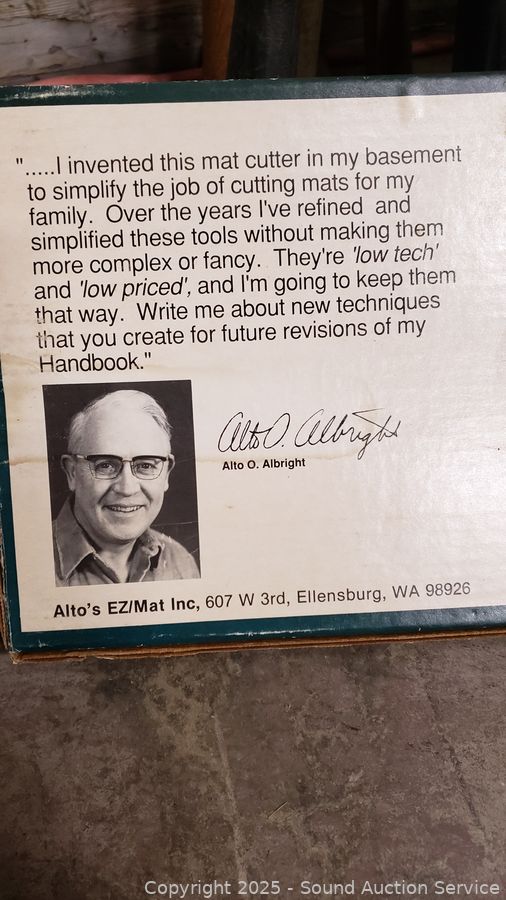 ".....I invented this mat cutter in my basement
to simplify the job of cutting mats for my
family.  Over the years I've refined  and
simplified these tools without making them
more complex or fancy.  They're 'low tech'
and 'low priced', and I'm going to keep them
that way.  Write me about new techniques
that you create for future revisions of my
Handbook."
Alto O. Albright
Alto O. Albright
Alto's EZ/Mat Inc, 607 W 3rd, Ellensburg, WA 98926
Copyright 2025 - Sound Auction Service